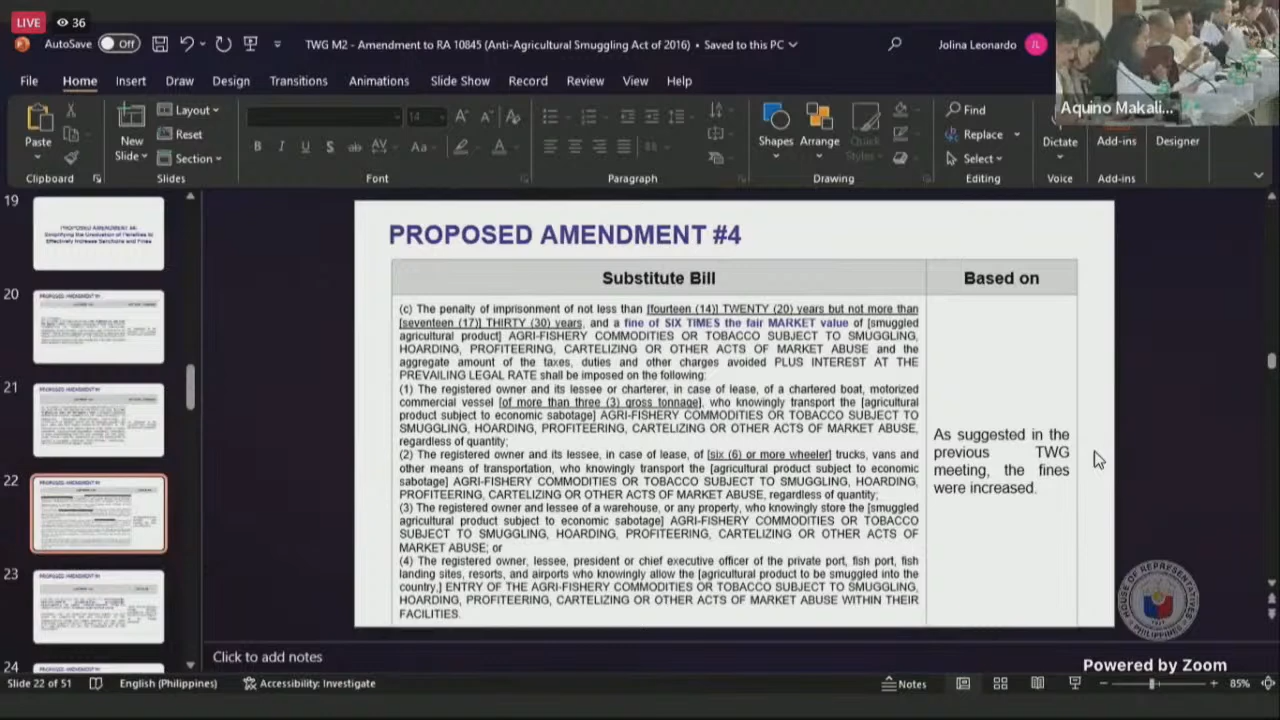 LIVE 36
AutoSave Off TWG M2 - Amendment to RA 10845 (Anti-Agricultural Smuggling Act of 2016) • Saved to this PC Jolina Leonardo JL
Aquino Makali...
File Home Insert Draw Design Transitions Animations Slide Show Record Review View Help
Paste
New Slide
Layout
Reset
Section
14
B I U S ab AV Aa A
Shapes Arrange Quick Styles
Find
Replace
Select
Dictate Add-ins Designer
Clipboard Slides Font Paragraph Drawing Editing Voice Add-ins
19
20
21
22
23
24
PROPOSED AMENDMENT #4
Substitute Bill Based on
(c) The penalty of imprisonment of not less than [fourteen (14)] TWENTY (20) years but not more than
[seventeen (17)] THIRTY (30) years, and a fine of SIX TIMES the fair MARKET value of [smuggled
agricultural product] AGRI-FISHERY COMMODITIES OR TOBACCO SUBJECT TO SMUGGLING,
HOARDING, PROFITEERING, CARTELIZING OR OTHER ACTS OF MARKET ABUSE and the
aggregate amount of the taxes, duties and other charges avoided PLUS INTEREST AT THE
PREVAILING LEGAL RATE shall be imposed on the following:
(1) The registered owner and its lessee or charterer, in case of lease, of a chartered boat, motorized
commercial vessel [of more than three (3) gross tonnage], who knowingly transport the [agricultural
product subject to economic sabotage] AGRI-FISHERY COMMODITIES OR TOBACCO SUBJECT TO
SMUGGLING, HOARDING, PROFITEERING, CARTELIZING OR OTHER ACTS OF MARKET ABUSE,
regardless of quantity;
(2) The registered owner and its lessee, in case of lease, of [six (6) or more wheeler] trucks, vans and
other means of transportation, who knowingly transport the [agricultural product subject to economic
sabotage] AGRI-FISHERY COMMODITIES OR TOBACCO SUBJECT TO SMUGGLING, HOARDING,
PROFITEERING, CARTELIZING OR OTHER ACTS OF MARKET ABUSE, regardless of quantity;
(3) The registered owner and lessee of a warehouse, or any property, who knowingly store the [smuggled
agricultural product subject to economic sabotage] AGRI-FISHERY COMMODITIES OR TOBACCO
SUBJECT TO SMUGGLING, HOARDING, PROFITEERING, CARTELIZING OR OTHER ACTS OF
MARKET ABUSE; or
(4) The registered owner, lessee, president or chief executive officer of the private port, fish port, fish
landing sites, resorts, and airports who knowingly allow the [agricultural product to be smuggled into the
country,] ENTRY OF THE AGRI-FISHERY COMMODITIES OR TOBACCO SUBJECT TO SMUGGLING,
HOARDING, PROFITEERING, CARTELIZING OR OTHER ACTS OF MARKET ABUSE WITHIN THEIR
FACILITIES.
As suggested in the
previous TWG
meeting, the fines
were increased.
HOUSE OF REPRESENTATIVES
PHILIPPINES
Powered by Zoom
Click to add notes
Slide 22 of 51 English (Philippines) Accessibility: Investigate Notes 85%